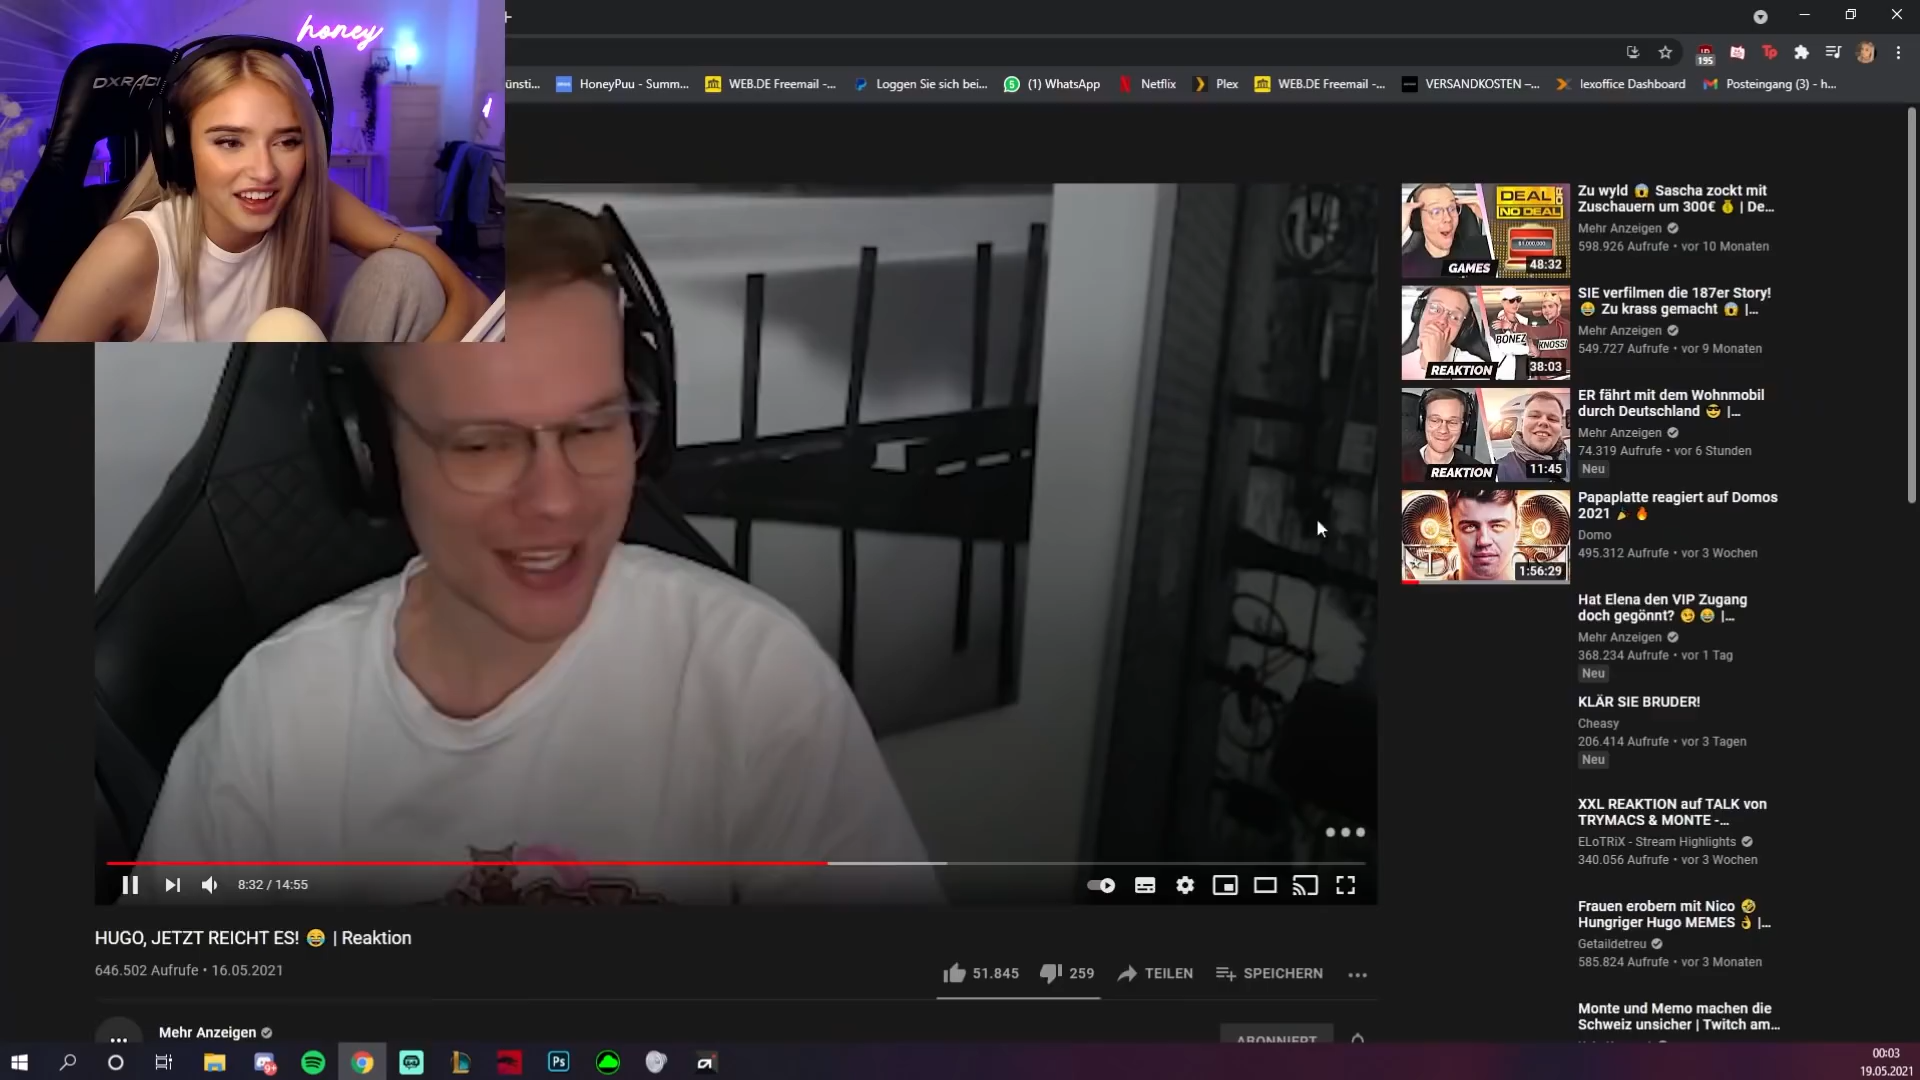 honey
DXRAC
ünsti...
HoneyPuu - Summ...
WEB.DE Freemail -...
Loggen Sie sich bei...
(1) WhatsApp
Netflix
Plex
WEB.DE Freemail -...
VERSANDKOSTEN –...
lexoffice Dashboard
Posteingang (3) - h...
195
Tp
DEAL OR
NO DEAL
$1,000,000
GAMES
48:32
Zu wyld 😱 Sascha zockt mit
Zuschauern um 300€ 💰 | De...
Mehr Anzeigen
598.926 Aufrufe • vor 10 Monaten
BONEZ
KNOSSI
REAKTION
38:03
SIE verfilmen die 187er Story!
😂 Zu krass gemacht 😱 |...
Mehr Anzeigen
549.727 Aufrufe • vor 9 Monaten
REAKTION
11:45
ER fährt mit dem Wohnmobil
durch Deutschland 😎 |...
Mehr Anzeigen
74.319 Aufrufe • vor 6 Stunden
Neu
1:56:29
Papaplatte reagiert auf Domos
2021 🎉 🔥
Domo
495.312 Aufrufe • vor 3 Wochen
Hat Elena den VIP Zugang
doch gegönnt? 😏 😂 |...
Mehr Anzeigen
368.234 Aufrufe • vor 1 Tag
Neu
KLÄR SIE BRUDER!
Cheasy
206.414 Aufrufe • vor 3 Tagen
Neu
XXL REAKTION auf TALK von
TRYMACS & MONTE -...
ELoTRiX - Stream Highlights
340.056 Aufrufe • vor 3 Wochen
Frauen erobern mit Nico 🤣
Hungriger Hugo MEMES 👌 |...
Getaildetreu
585.824 Aufrufe • vor 3 Monaten
Monte und Memo machen die
Schweiz unsicher | Twitch am...
8:32 / 14:55
HUGO, JETZT REICHT ES! 😂 | Reaktion
646.502 Aufrufe • 16.05.2021
51.845
259
TEILEN
SPEICHERN
Mehr Anzeigen
ABONNIERT
9+
Ps
00:03
19.05.2021